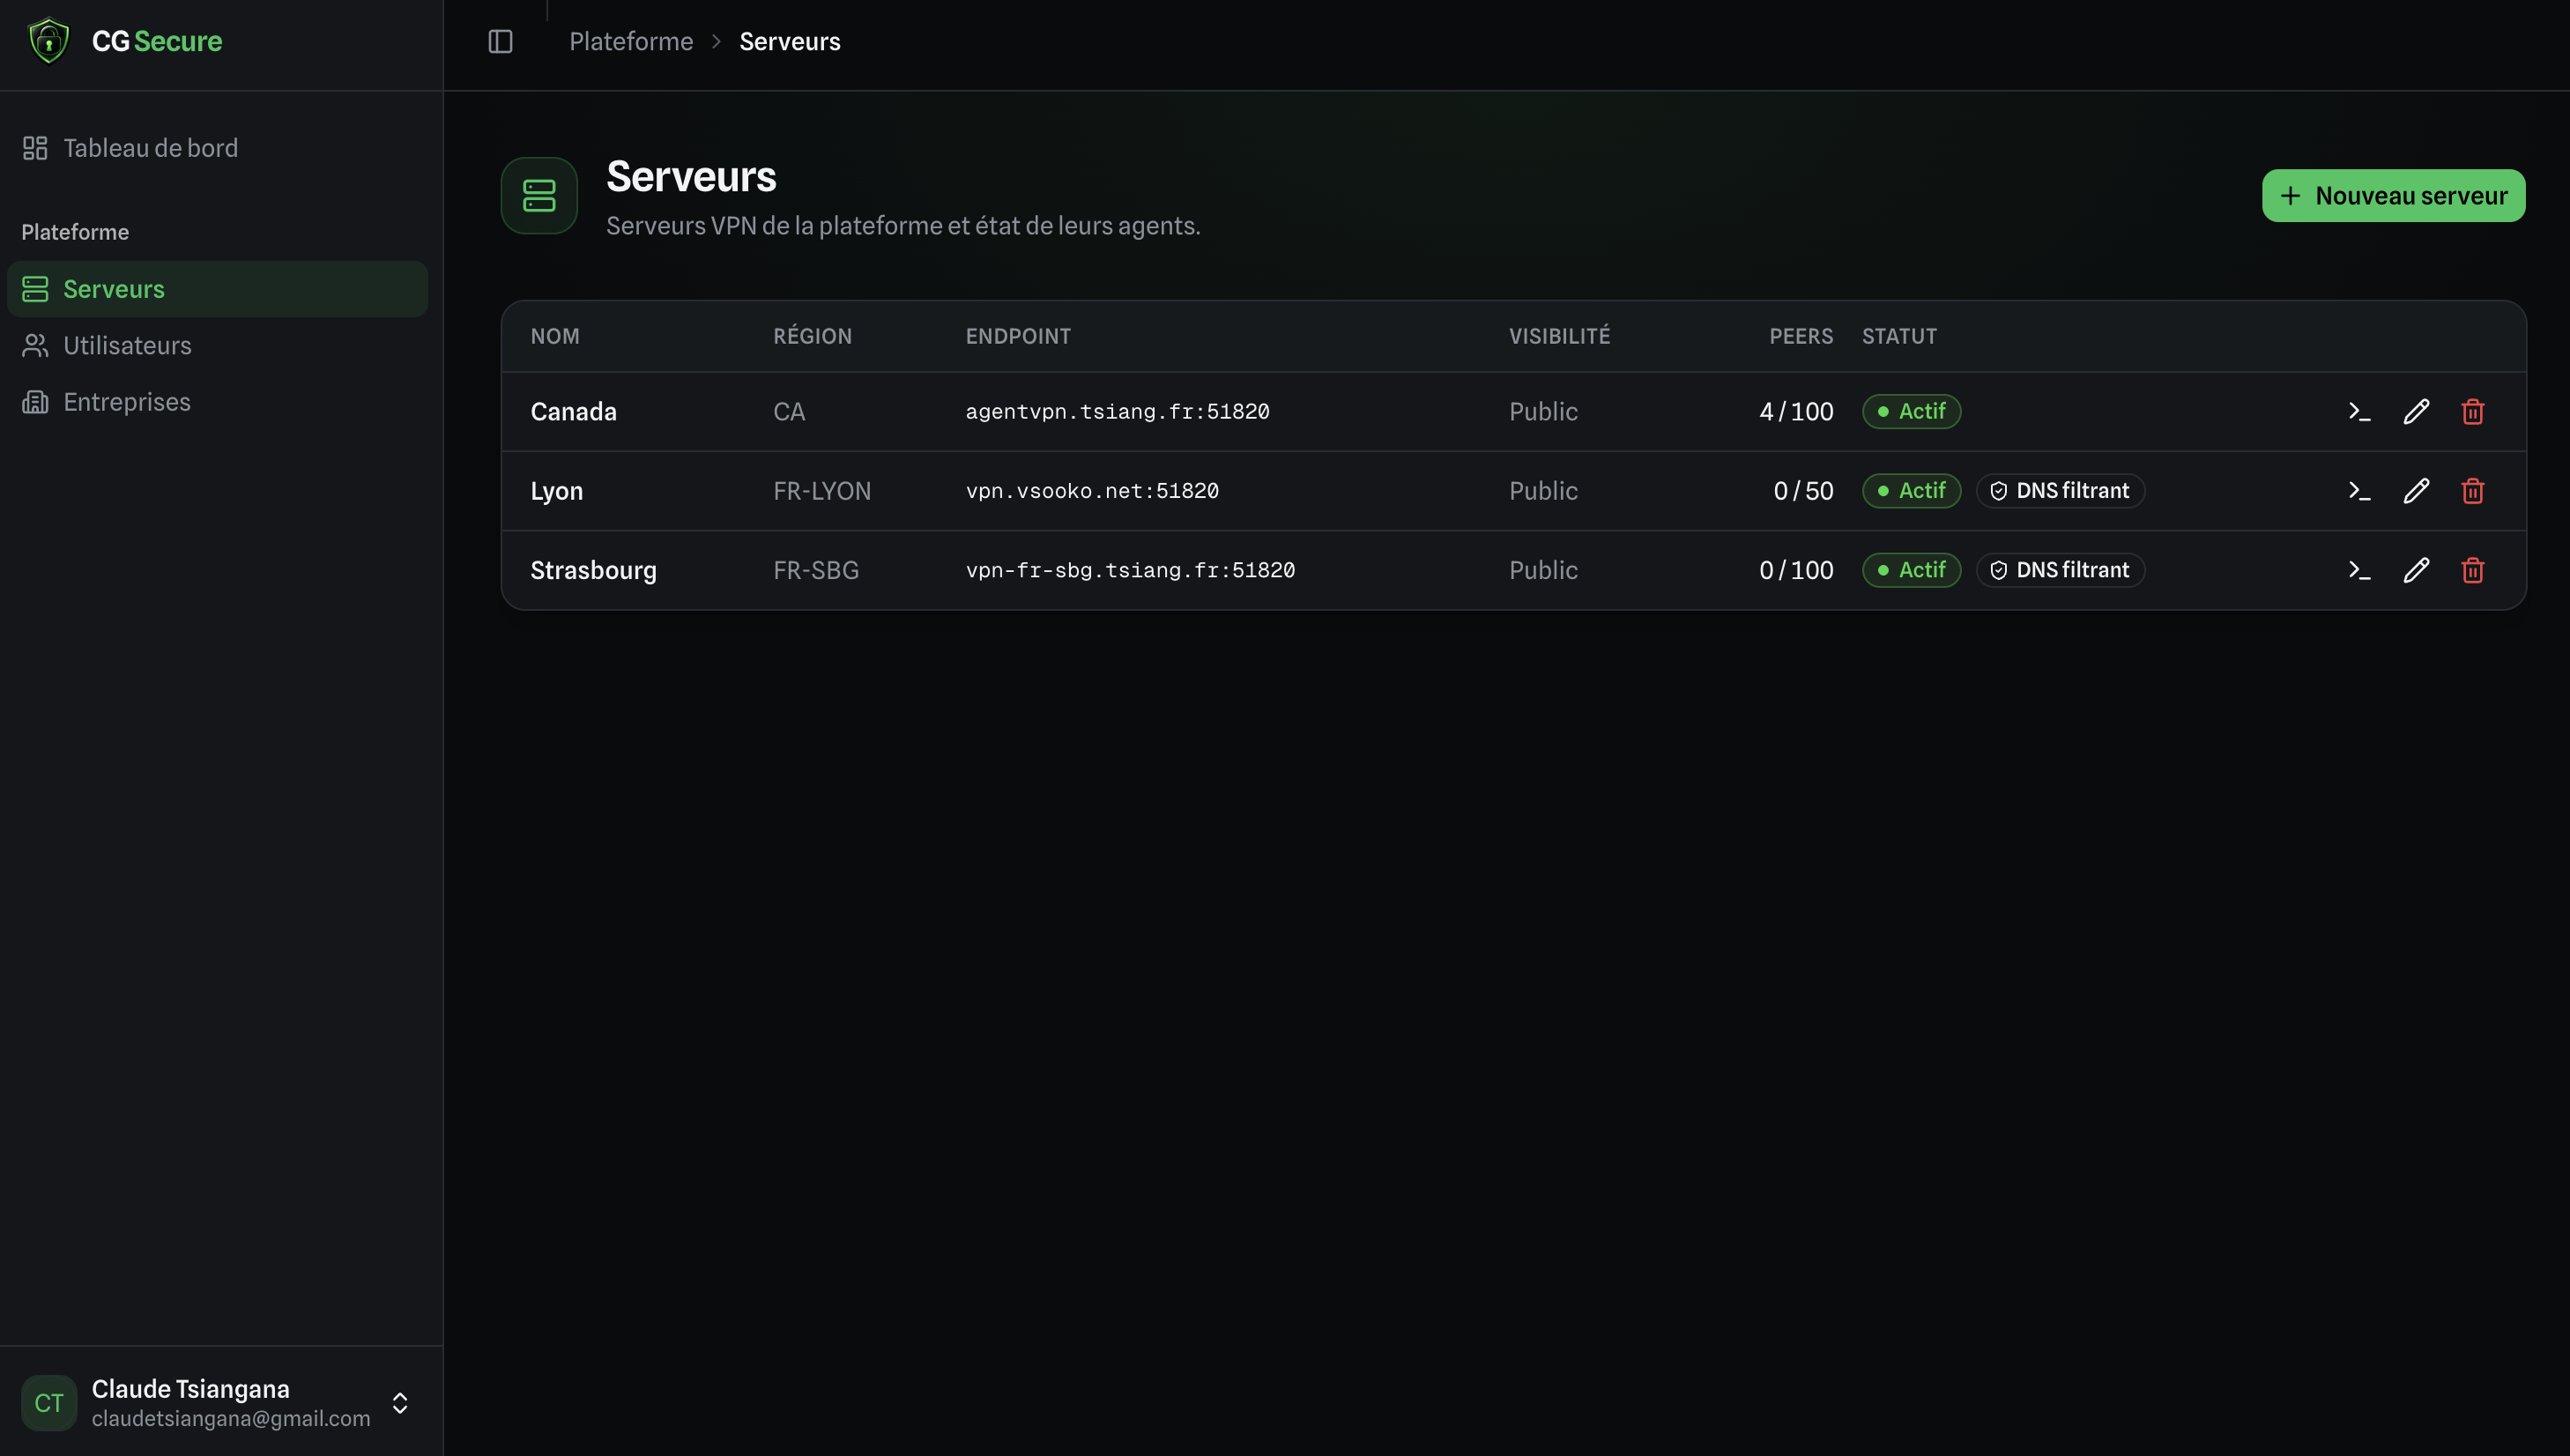 CG Secure
Plateforme > Serveurs
Tableau de bord
Plateforme
Serveurs
Utilisateurs
Entreprises
Serveurs
Serveurs VPN de la plateforme et état de leurs agents.
+ Nouveau serveur
NOM RÉGION ENDPOINT VISIBILITÉ PEERS STATUT
Canada CA agentvpn.tsiang.fr:51820 Public 4 / 100 Actif
Lyon FR-LYON vpn.vsooko.net:51820 Public 0 / 50 Actif DNS filtrant
Strasbourg FR-SBG vpn-fr-sbg.tsiang.fr:51820 Public 0 / 100 Actif DNS filtrant
CT Claude Tsiangana
claudetsiangana@gmail.com